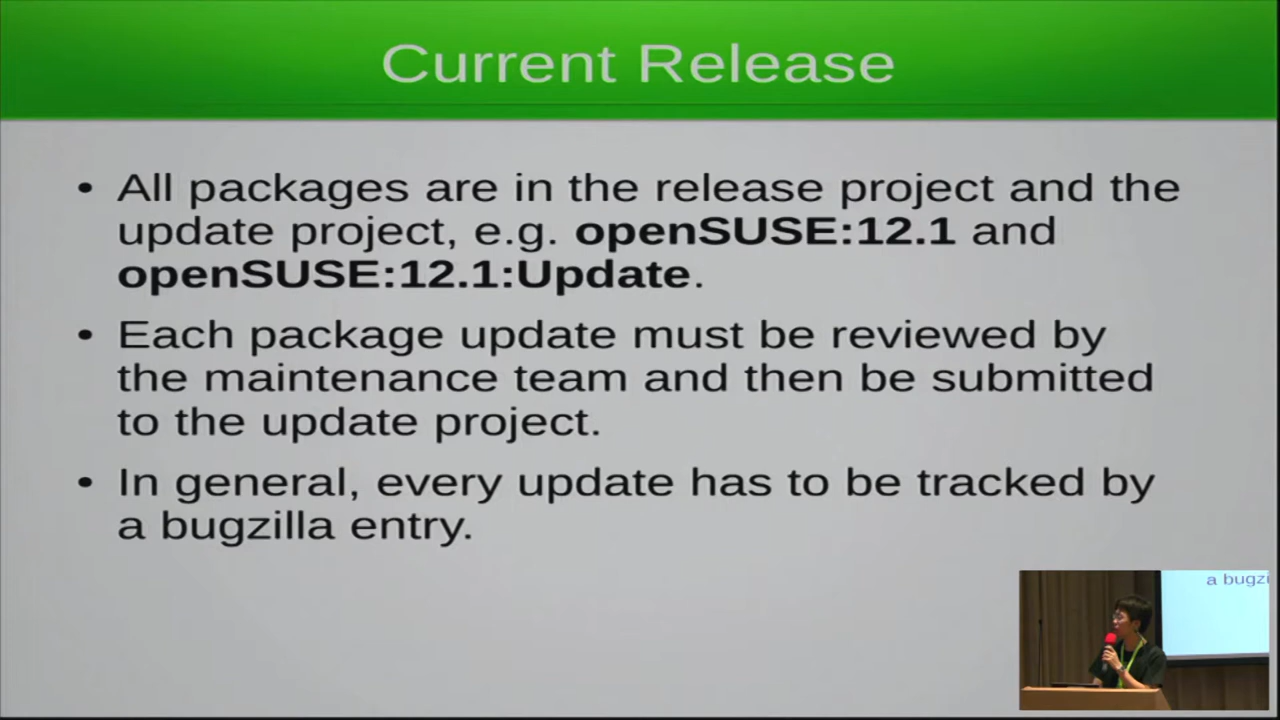 Current Release
• All packages are in the release project and the
update project, e.g. openSUSE:12.1 and
openSUSE:12.1:Update.
• Each package update must be reviewed by
the maintenance team and then be submitted
to the update project.
• In general, every update has to be tracked by
a bugzilla entry.
a bugzi